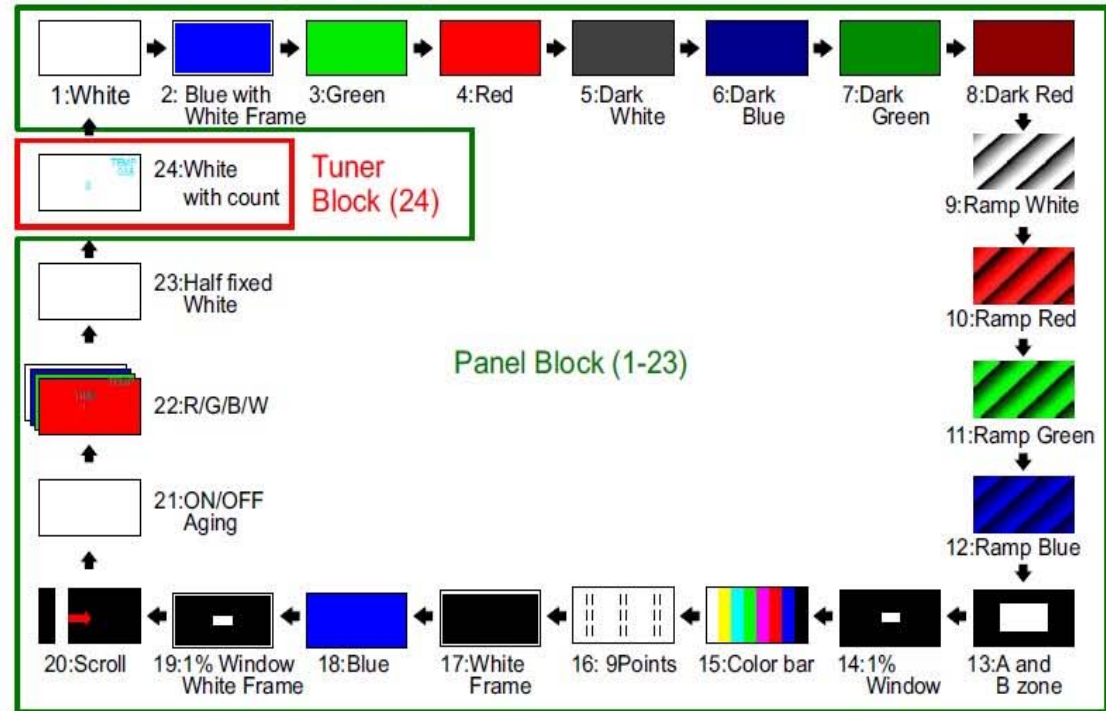 1:White
2: Blue with
White Frame
3:Green
4:Red
5:Dark
White
6:Dark
Blue
7:Dark
Green
8:Dark Red
24:White
with count
Tuner
Block (24)
9:Ramp White
23:Half fixed
White
10:Ramp Red
Panel Block (1-23)
22:R/G/B/W
11:Ramp Green
21:ON/OFF
Aging
12:Ramp Blue
20:Scroll
19:1% Window
White Frame
18:Blue
17:White
Frame
16: 9Points
15:Color bar
14:1%
Window
13:A and
B zone